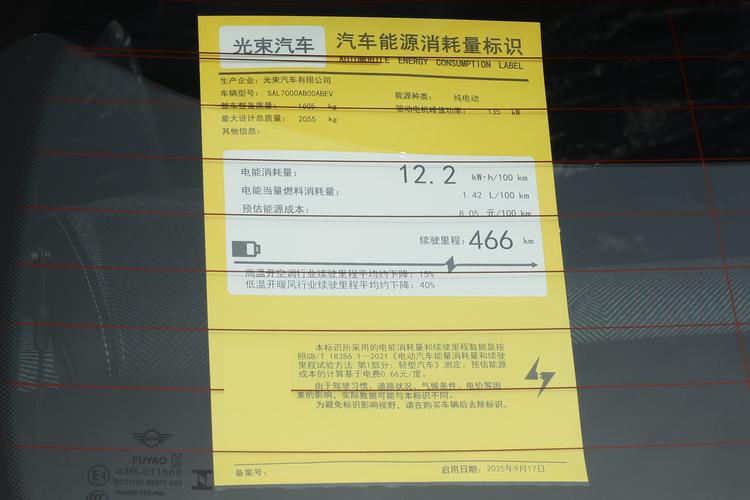 光束汽车 汽车能源消耗量标识
AUTOMOBILE ENERGY CONSUMPTION LABEL
生产企业：光束汽车有限公司
车辆型号：SAL7000AB00ABEV 能源种类：纯电动
整车整备质量：1605 kg 驱动电机峰值功率：135 kW
最大设计总质量：2055 kg
其他信息：
电能消耗量：12.2 kW·h/100 km
电能当量燃料消耗量：1.42 L/100 km
预估能源成本：8.05 元/100 km
续驶里程：466 km
高温开空调行业续驶里程平均约下降：15%
低温开暖风行业续驶里程平均约下降：40%
本标识所采用的电能消耗量和续驶里程数据是按
照GB/T 18386.1—2021《电动汽车能量消耗量和续驶
里程试验方法 第1部分：轻型汽车》测定。预估能源
成本的计算基于电费0.66元/度。
由于驾驶习惯、道路状况、气候条件、电价等因
素的影响，实际数据可能与本标识不同。
为避免标识影响视野，请在购买车辆后去除标识。
备案号： 启用日期：2025年9月17日
MINI
FUYAO
E4 43R-011568